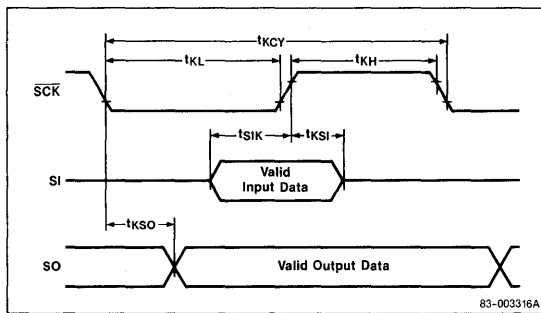 tKCY
tKL
tKH
SCK
tSIK
tKSI
SI
Valid
Input Data
tKSO
SO
Valid Output Data
83-003316A